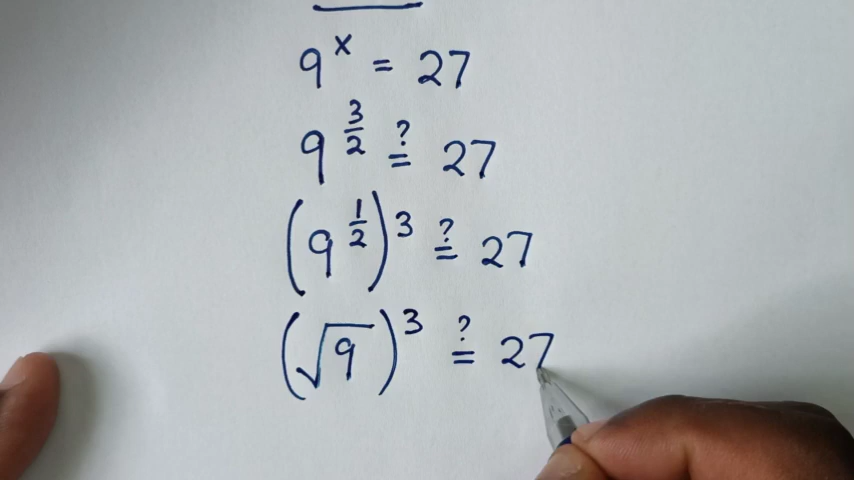 9^x = 27
9^(3/2) ≟ 27
(9^(1/2))^3 ≟ 27
(√9)^3 ≟ 27